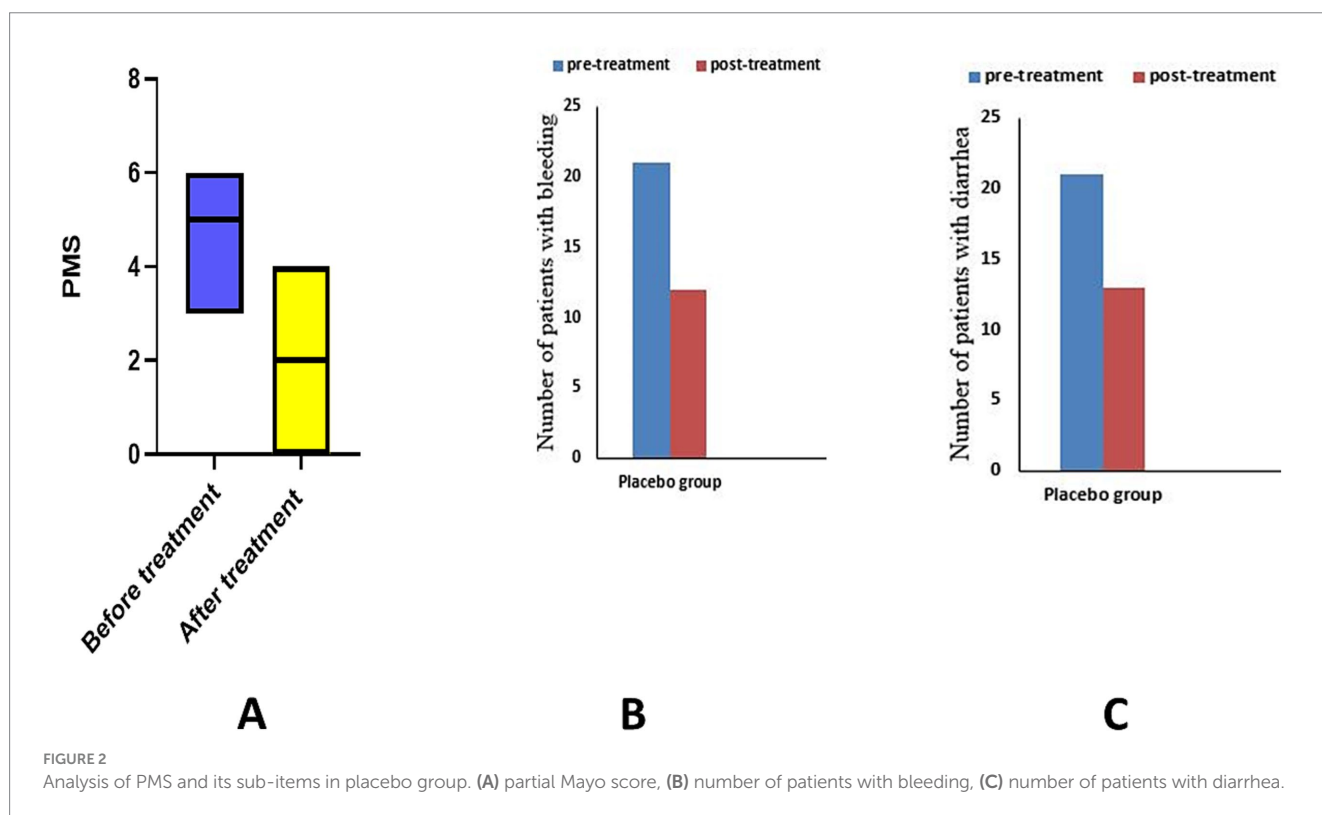 8
6
4
2
0
PMS
Before treatment
After treatment
A
pre-treatment post-treatment
25
20
15
10
5
0
Number of patients with bleeding
Placebo group
B
pre-treatment post-treatment
25
20
15
10
5
0
Number of patients with diarrhea
Placebo group
C
FIGURE 2
Analysis of PMS and its sub-items in placebo group. (A) partial Mayo score, (B) number of patients with bleeding, (C) number of patients with diarrhea.